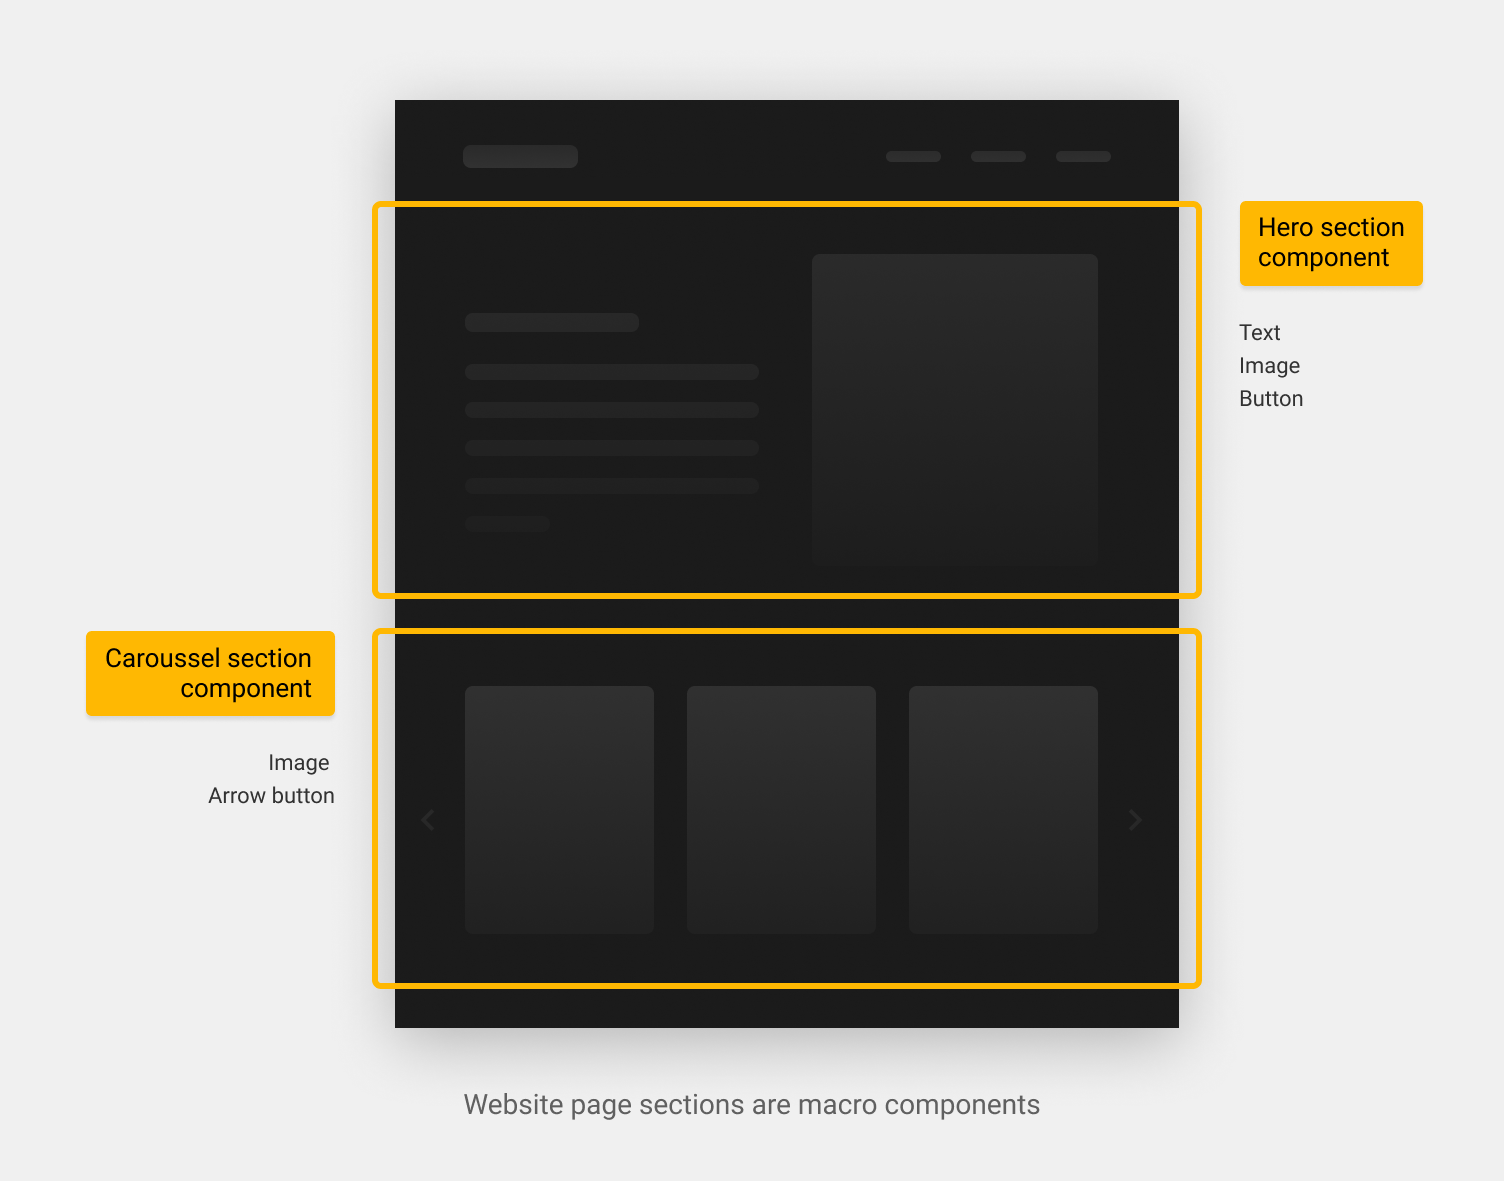 Hero section
component
Text
Image
Button
Caroussel section
component
Image
Arrow button
Website page sections are macro components